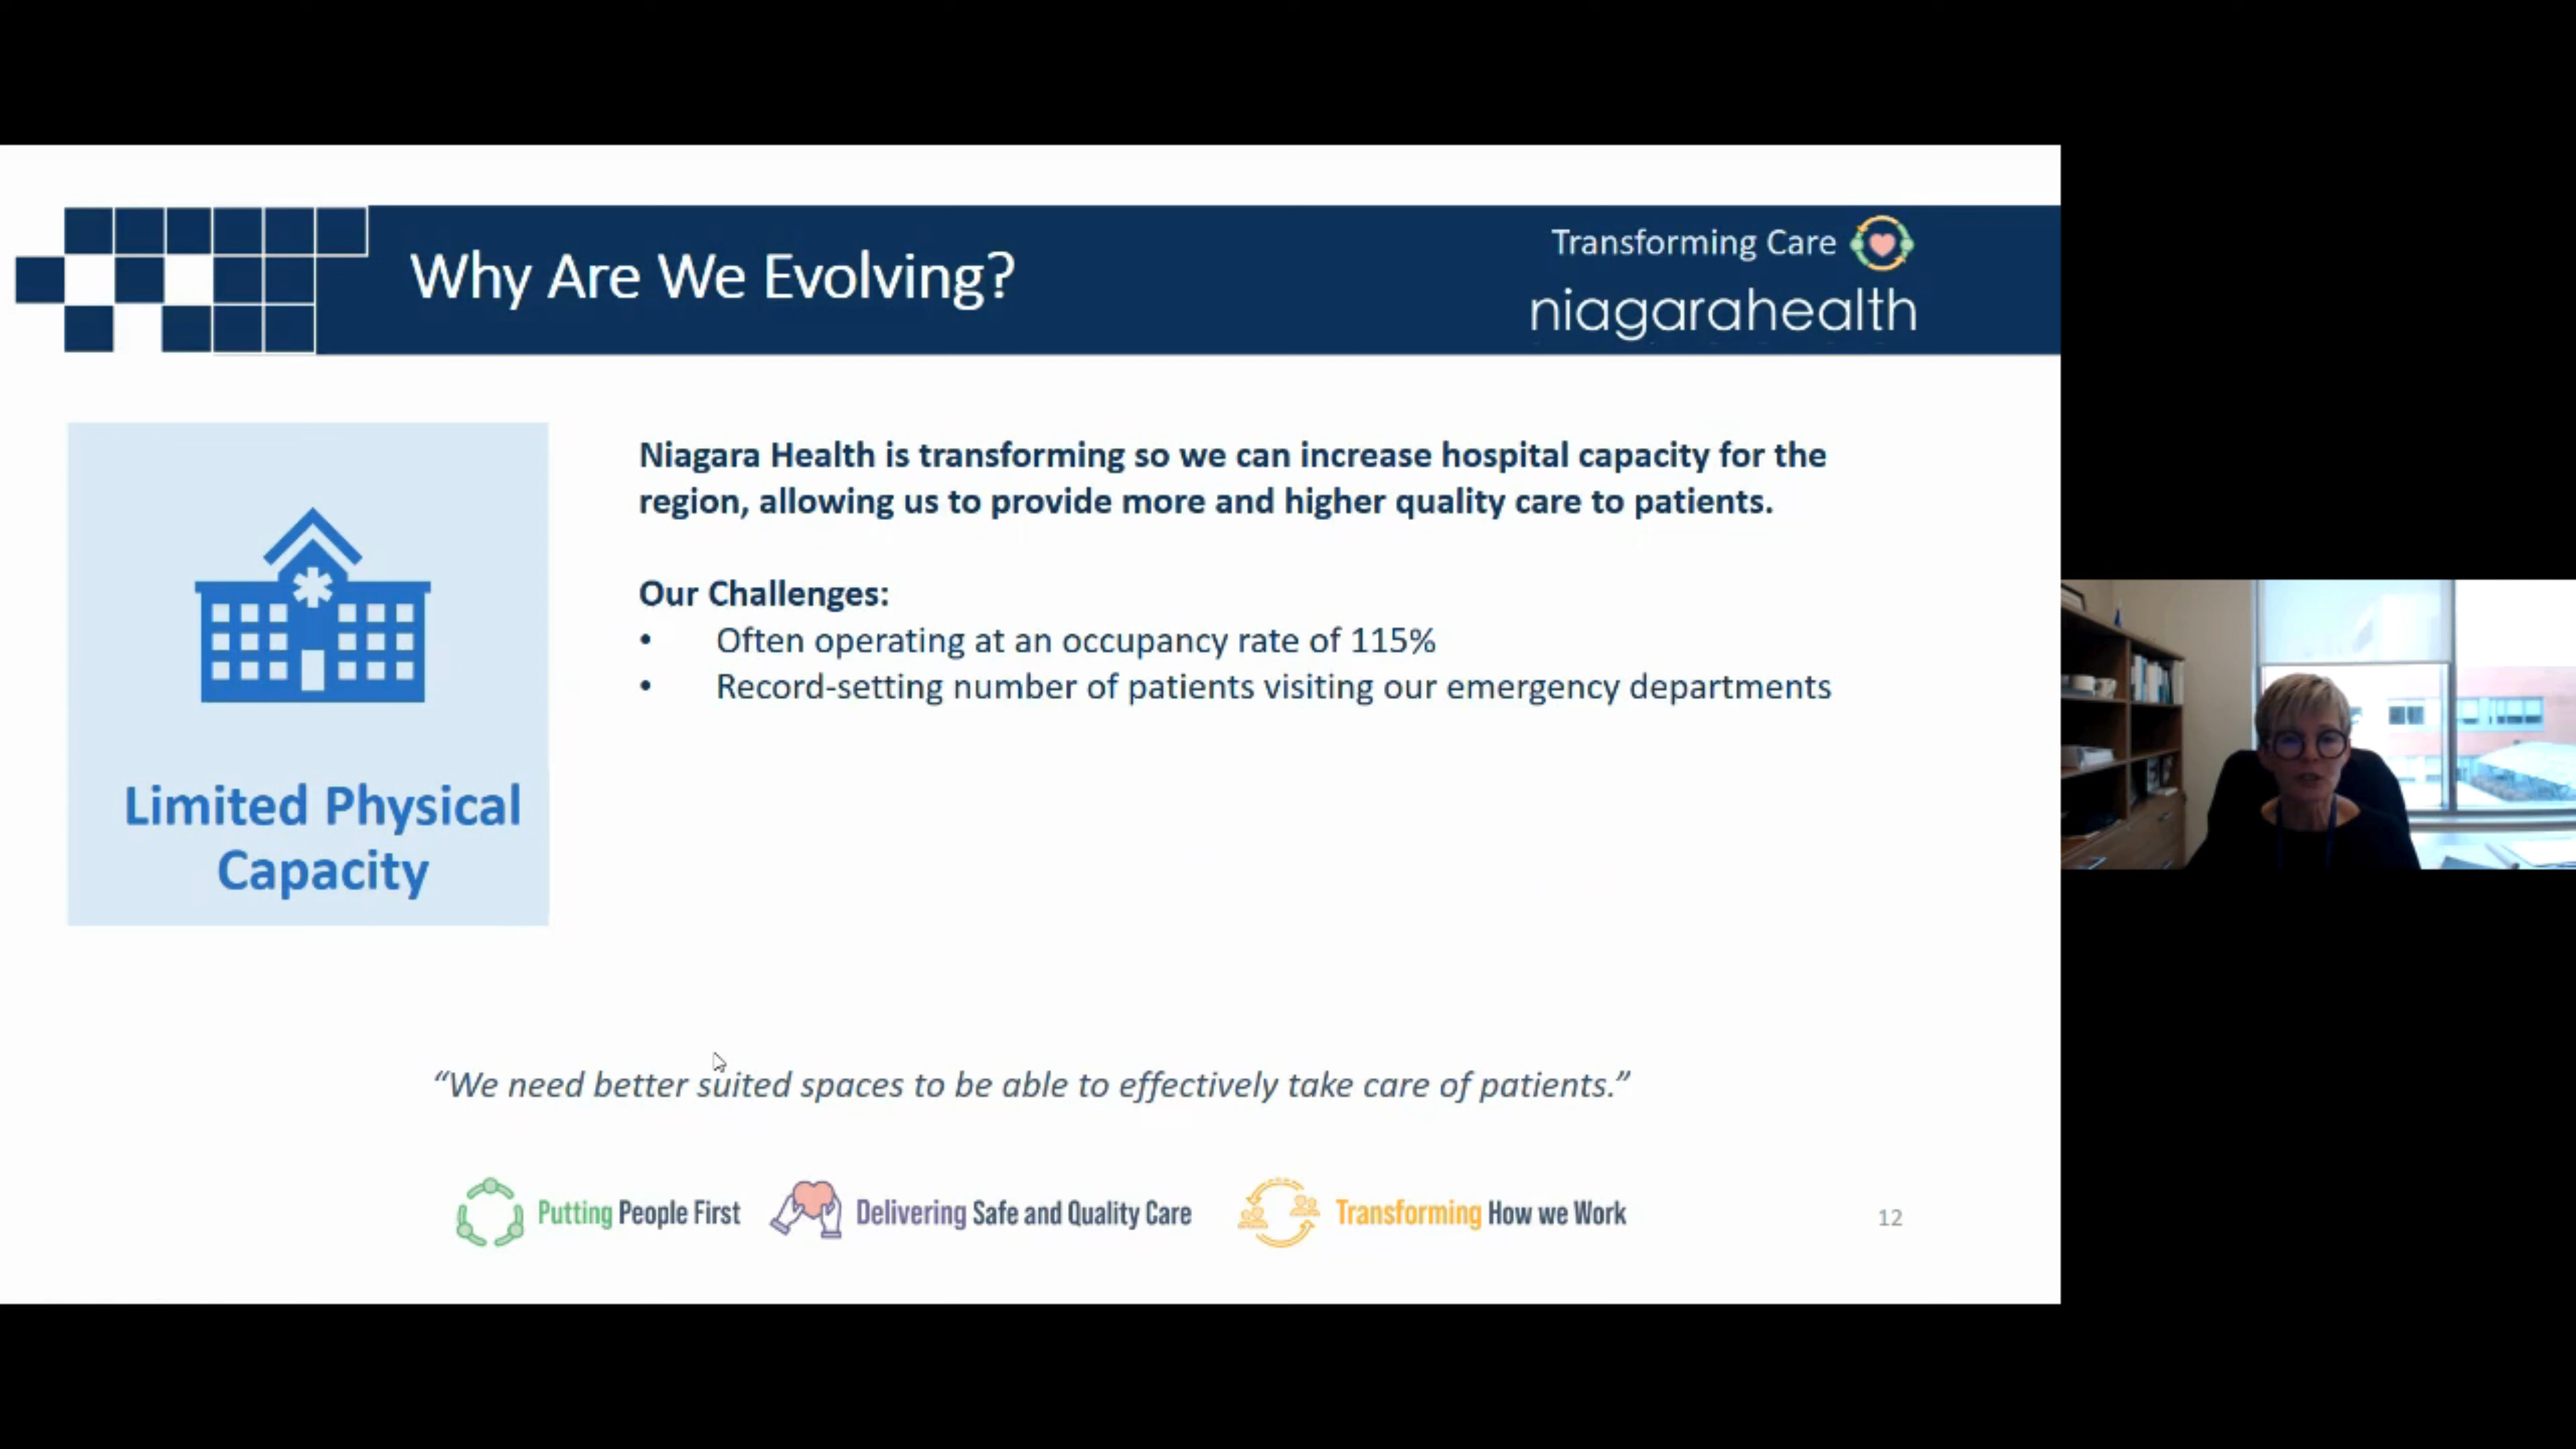 Why Are We Evolving?
Transforming Care
niagarahealth
Limited Physical
Capacity
Niagara Health is transforming so we can increase hospital capacity for the
region, allowing us to provide more and higher quality care to patients.
Our Challenges:
• Often operating at an occupancy rate of 115%
• Record-setting number of patients visiting our emergency departments
“We need better suited spaces to be able to effectively take care of patients.”
Putting People First
Delivering Safe and Quality Care
Transforming How we Work
12